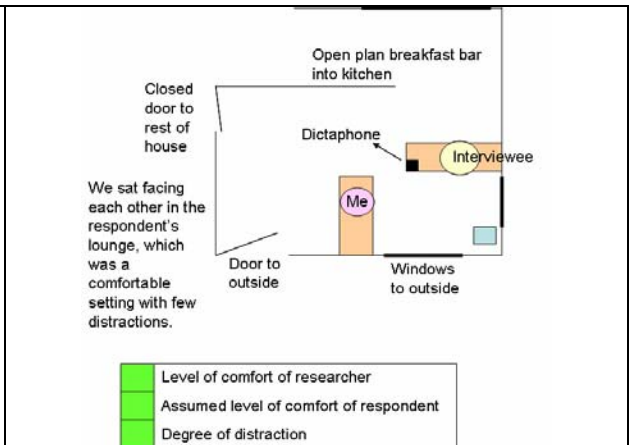 Open plan breakfast bar
into kitchen
Closed
door to
rest of
house
Dictaphone
Interviewee
We sat facing
each other in the
respondent's
lounge, which
was a
comfortable
setting with few
distractions.
Me
Door to
outside
Windows
to outside
Level of comfort of researcher
Assumed level of comfort of respondent
Degree of distraction